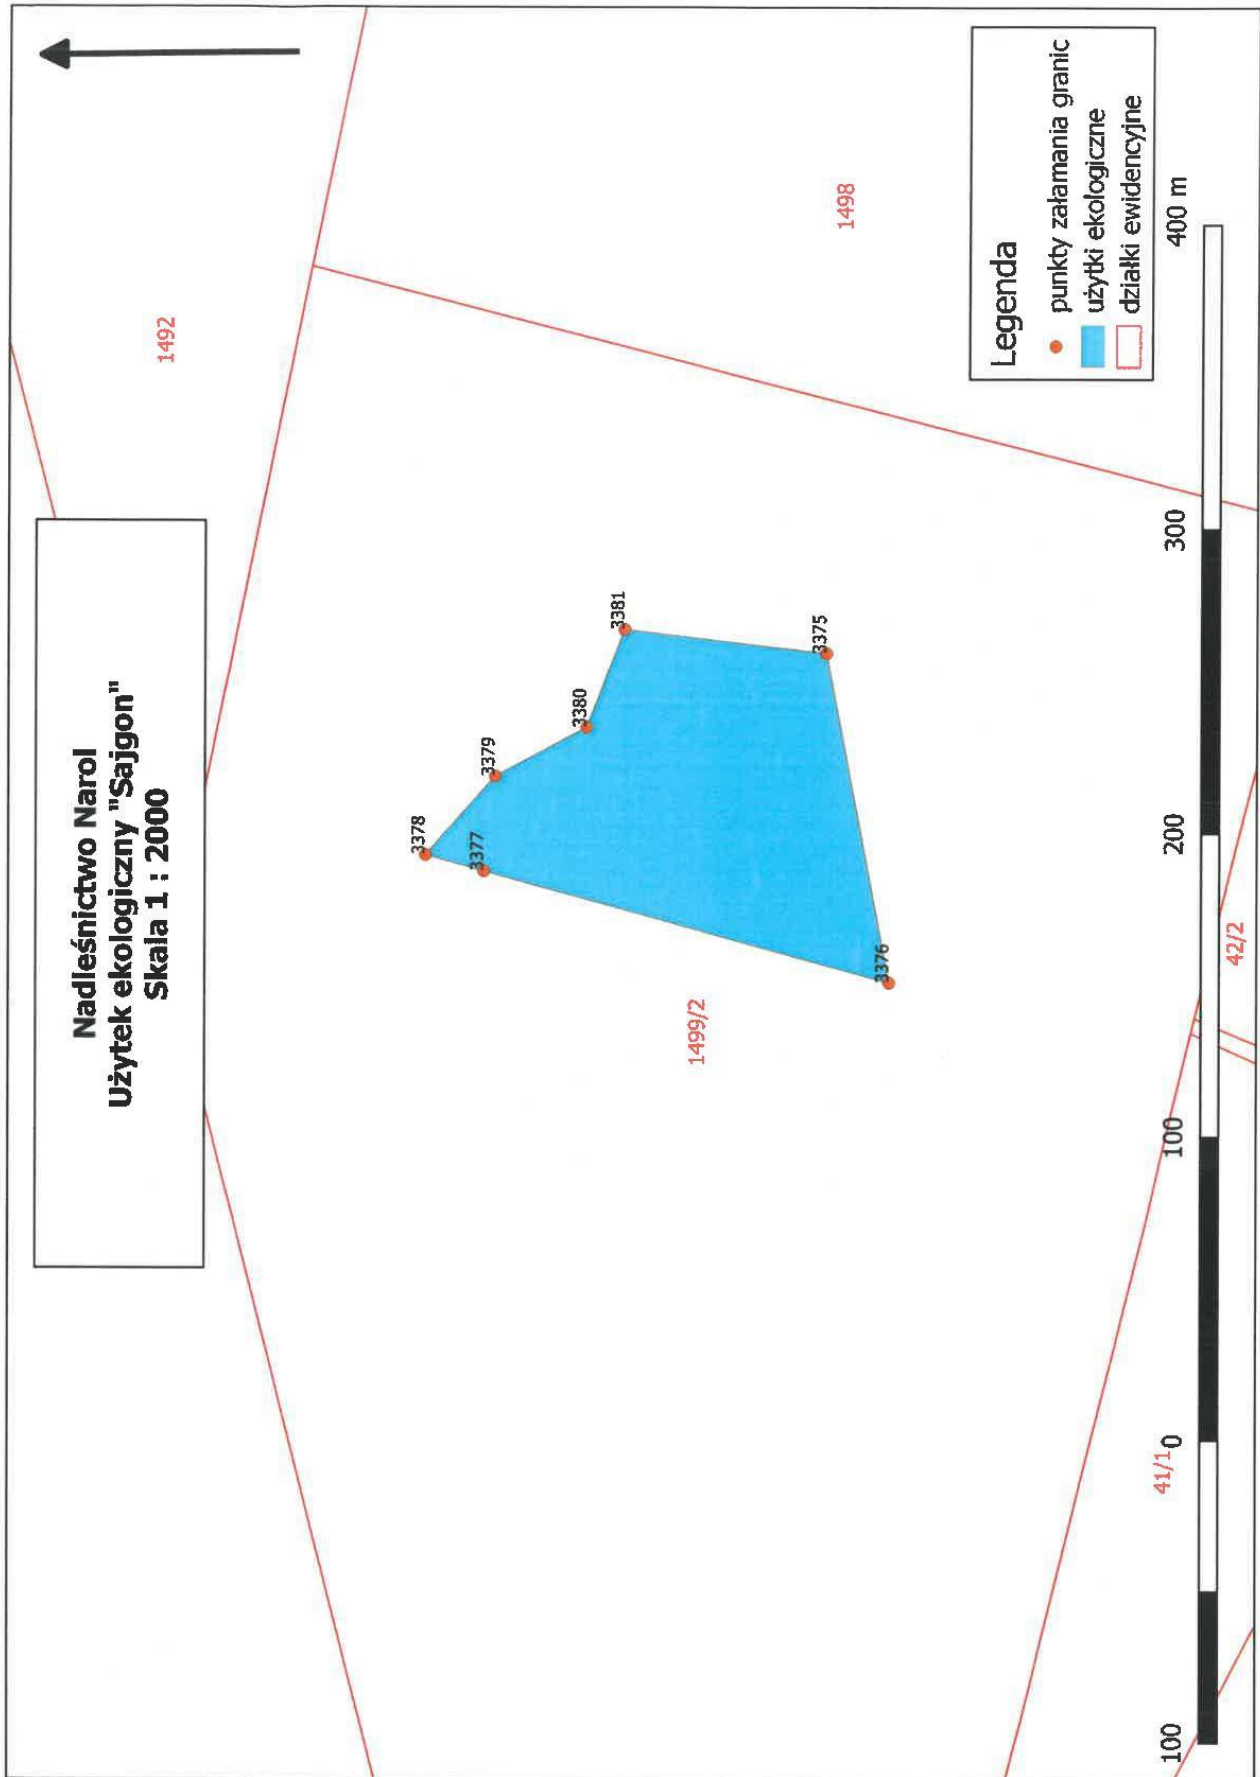 Nadleśnictwo Narol
Użytek ekologiczny "Sajgon"
Skala 1 : 2000
1492
3378
3377
3379
3380
3381
1499/2
3376
3375
1498
Legenda
punkty załamania granic
użytki ekologiczne
działki ewidencyjne
41/1
42/2
100
0
100
200
300
400 m